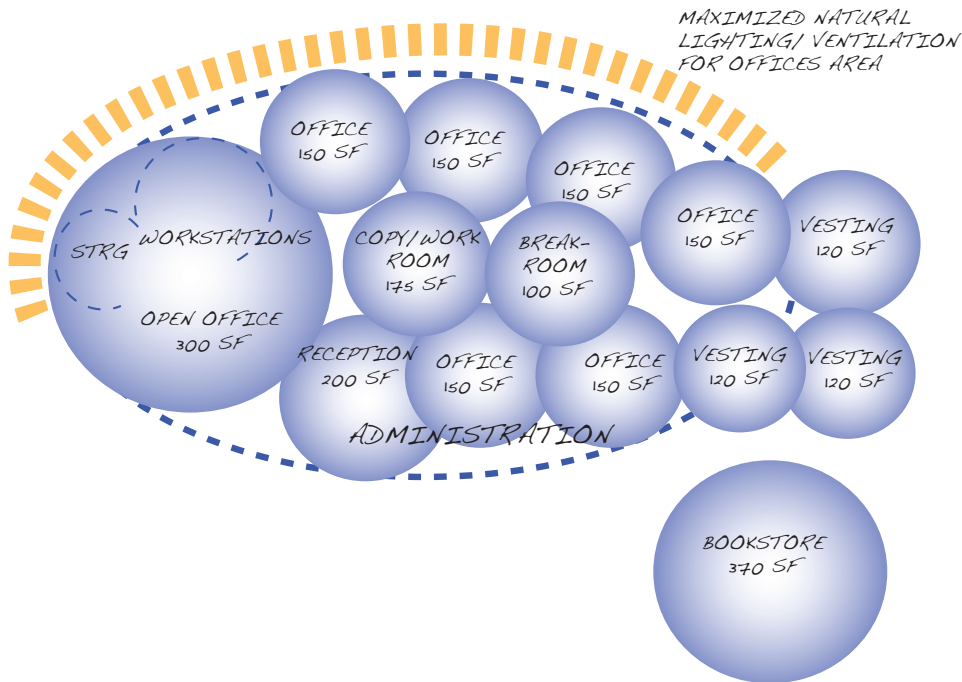 MAXIMIZED NATURAL
LIGHTING/ VENTILATION
FOR OFFICES AREA
OFFICE
150 SF
OFFICE
150 SF
OFFICE
150 SF
OFFICE
150 SF
VESTING
120 SF
STRG
WORKSTATIONS
COPY/WORK
ROOM
175 SF
BREAK-
ROOM
100 SF
OPEN OFFICE
300 SF
RECEPTION
200 SF
OFFICE
150 SF
OFFICE
150 SF
VESTING
120 SF
VESTING
120 SF
ADMINISTRATION
BOOKSTORE
370 SF